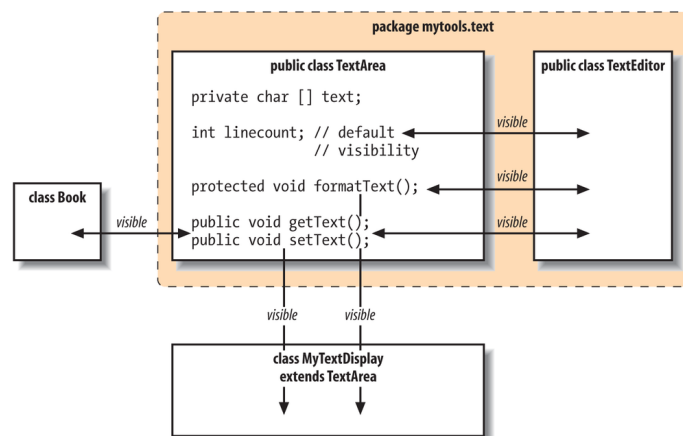 package mytools.text
public class TextArea
private char [] text;
int linecount; // default
// visibility
protected void formatText();
public void getText();
public void setText();
public class TextEditor
visible
visible
visible
class Book
visible
visible
visible
class MyTextDisplay
extends TextArea